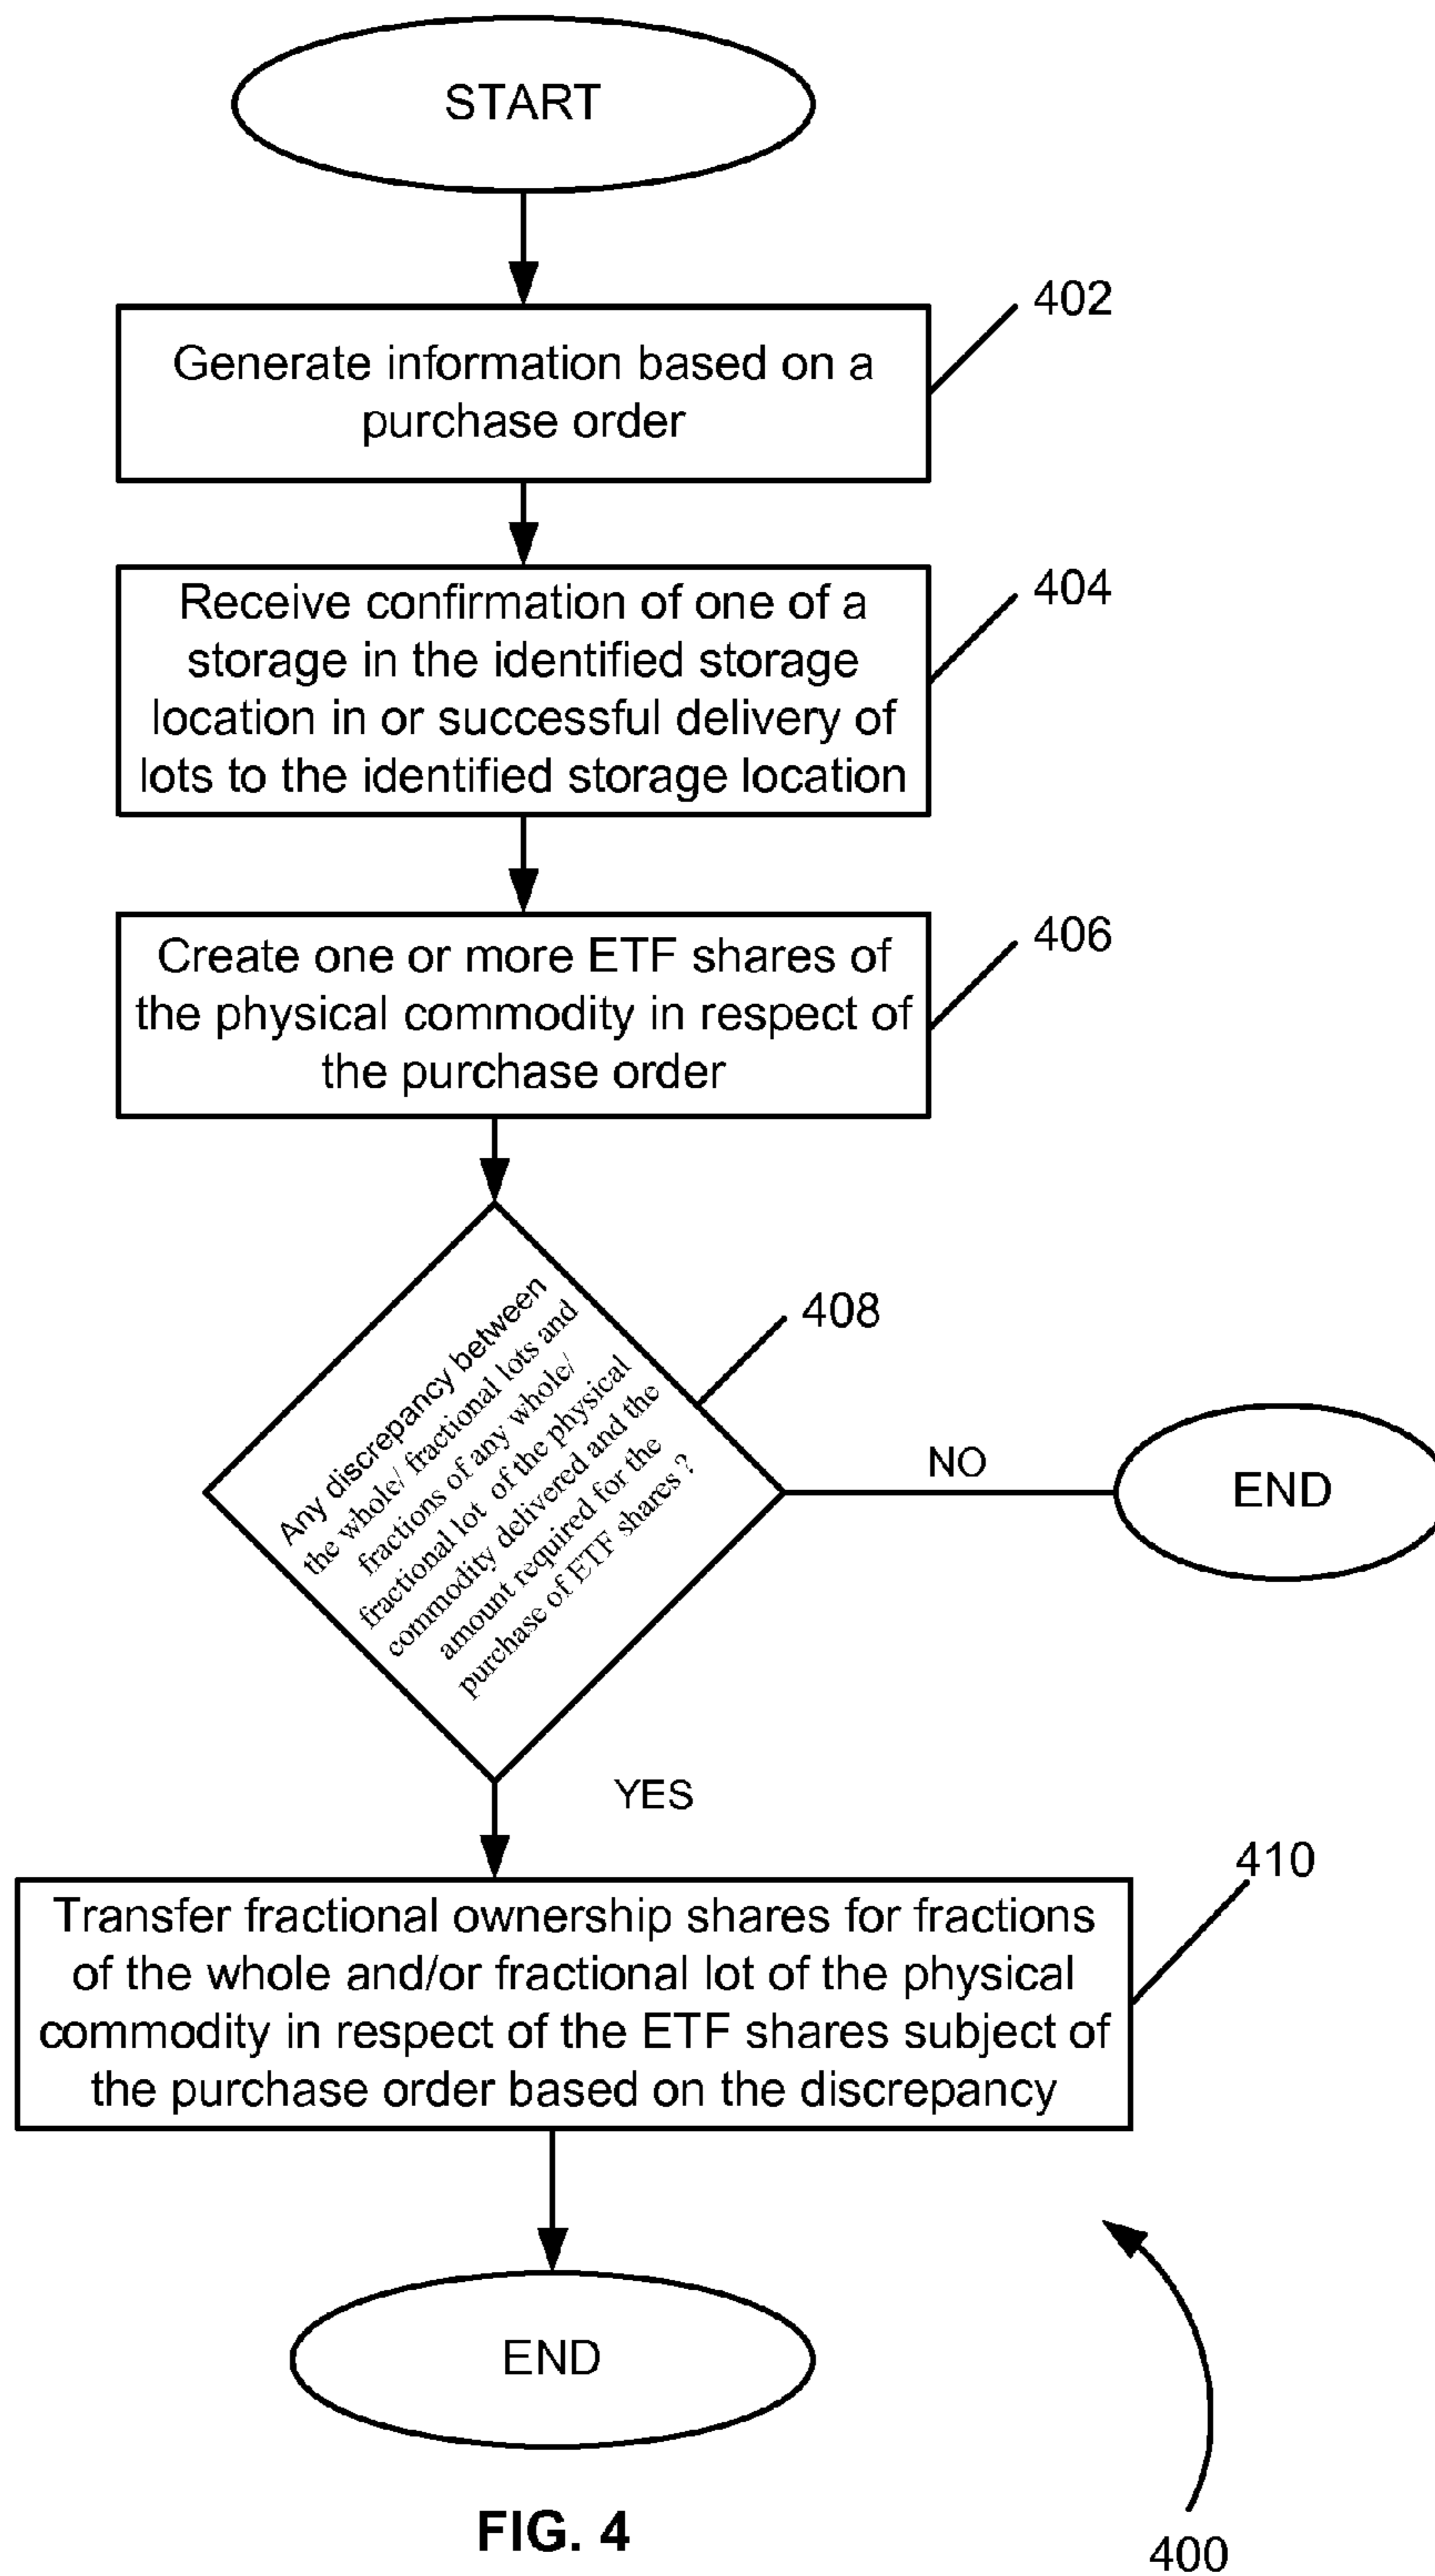 START
402
Generate information based on a
purchase order
404
Receive confirmation of one of a
storage in the identified storage
location in or successful delivery of
lots to the identified storage location
406
Create one or more ETF shares of
the physical commodity in respect of
the purchase order
408
Any discrepancy between
the whole/ fractional lots and
fractions of any whole/
fractional lot of the physical
commodity delivered and the
amount required for the
purchase of ETF shares ?
NO
END
YES
410
Transfer fractional ownership shares for fractions
of the whole and/or fractional lot of the physical
commodity in respect of the ETF shares subject of
the purchase order based on the discrepancy
END
FIG. 4
400